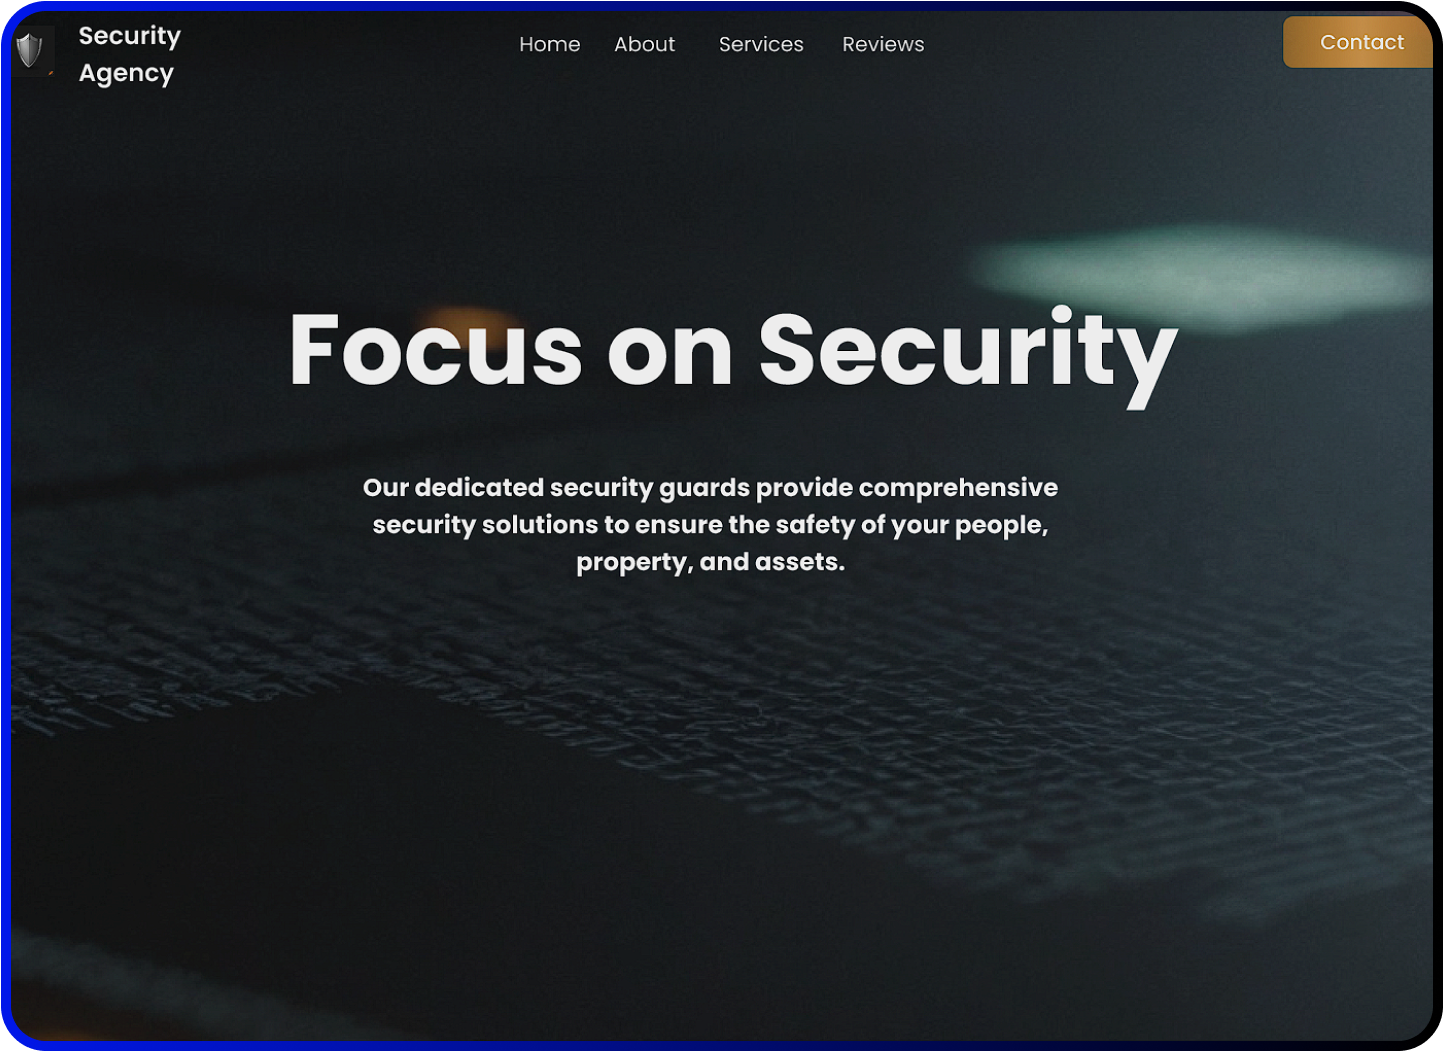 Security
Agency
Home About Services Reviews
Contact
Focus on Security
Our dedicated security guards provide comprehensive
security solutions to ensure the safety of your people,
property, and assets.